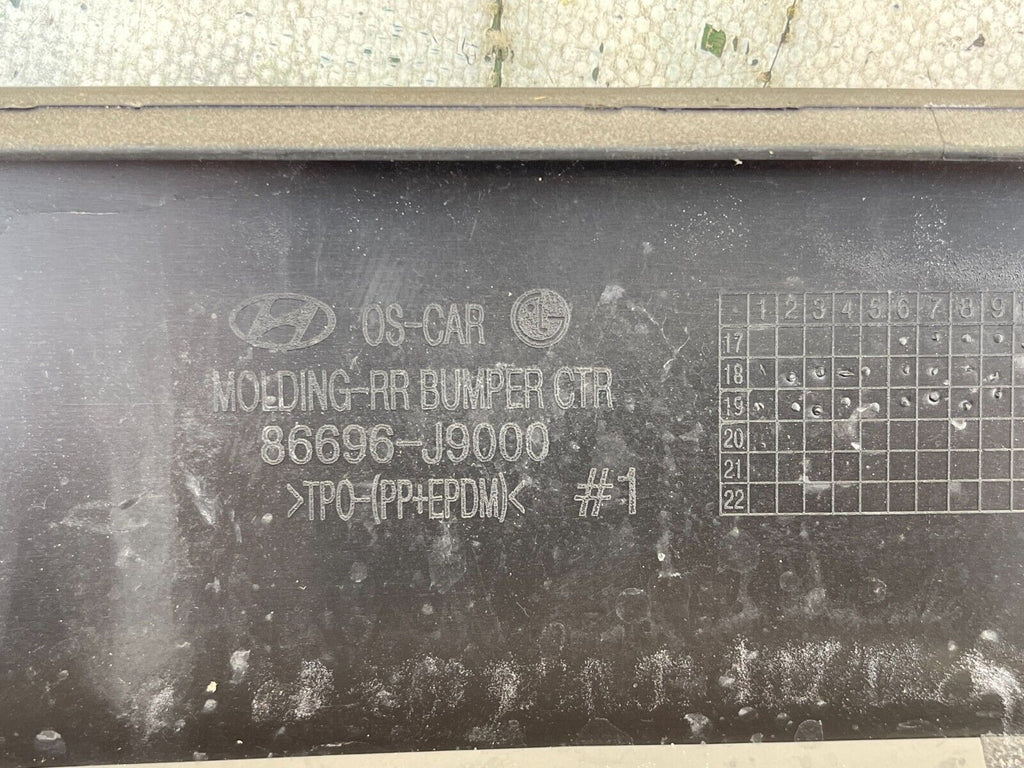 OS-CAR
MOLDING-RR BUMPER CTR
86696-J9000
>TPO-(PP+EPDM)<
#1
1 2 3 4 5 6 7 8 9
17
18
19
20
21
22